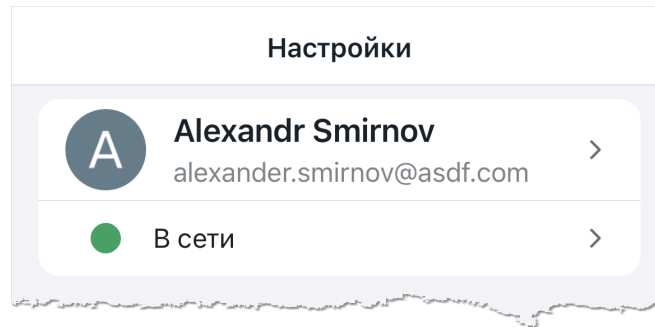 Настройки
A
Alexandr Smirnov
alexander.smirnov@asdf.com
В сети